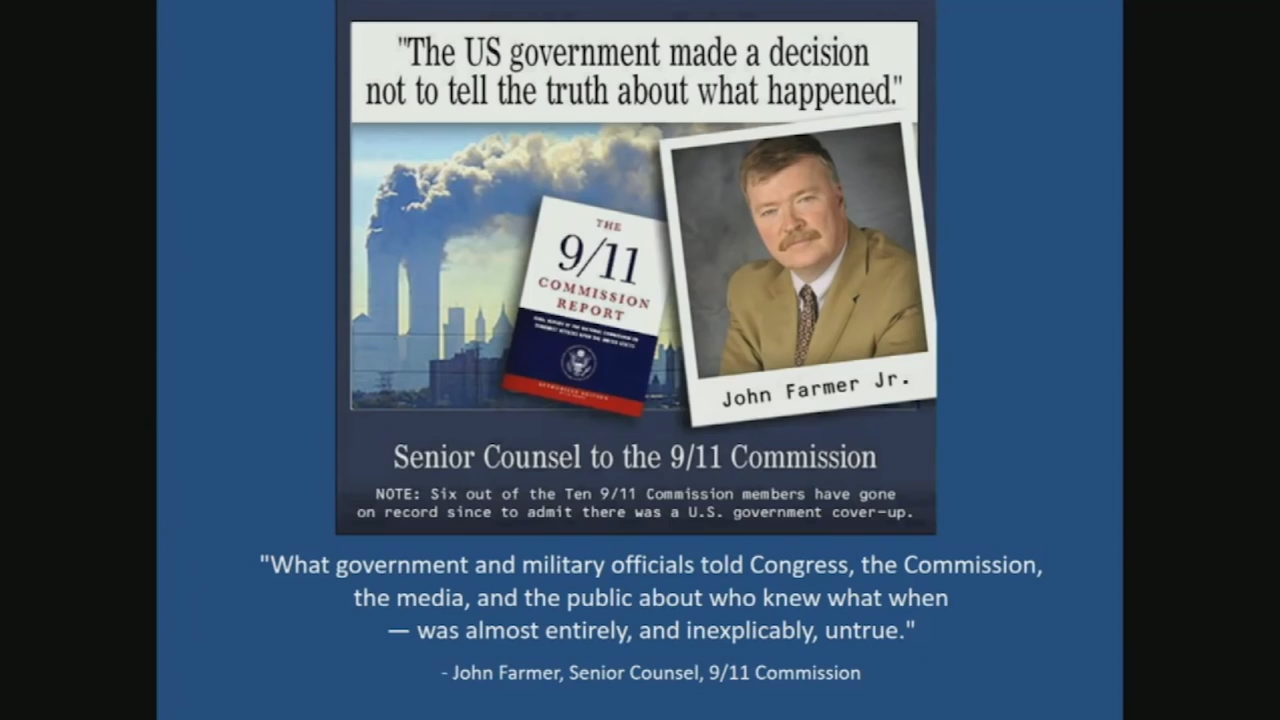 "The US government made a decision
not to tell the truth about what happened."
THE
9/11
COMMISSION
REPORT
John Farmer Jr.
Senior Counsel to the 9/11 Commission
NOTE: Six out of the Ten 9/11 Commission members have gone
on record since to admit there was a U.S. government cover-up.
"What government and military officials told Congress, the Commission,
the media, and the public about who knew what when
— was almost entirely, and inexplicably, untrue."
- John Farmer, Senior Counsel, 9/11 Commission